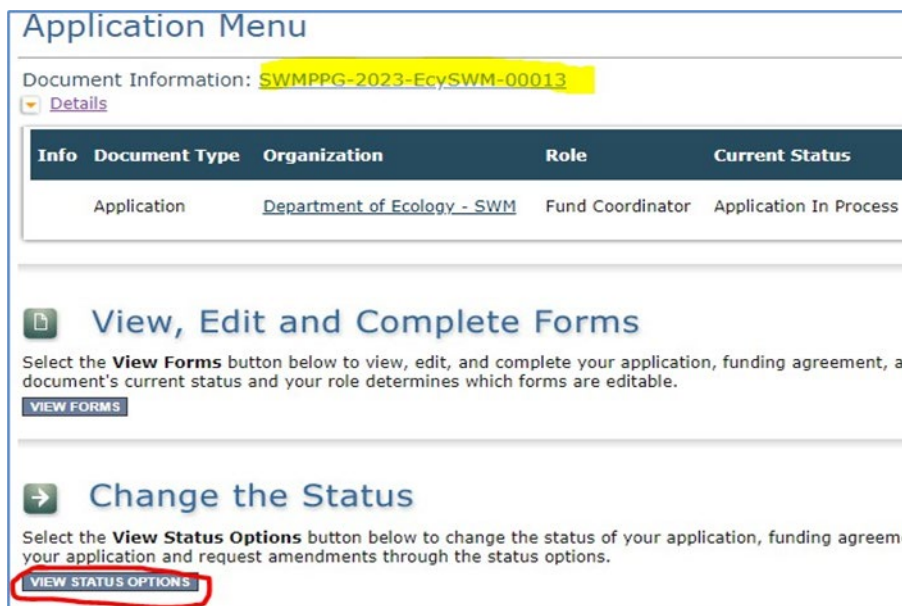 Application Menu
Document Information: SWMPPG-2023-EcySWM-00013
Details
Info Document Type Organization Role Current Status
Application Department of Ecology - SWM Fund Coordinator Application In Process
View, Edit and Complete Forms
Select the View Forms button below to view, edit, and complete your application, funding agreement, a
document's current status and your role determines which forms are editable.
VIEW FORMS
Change the Status
Select the View Status Options button below to change the status of your application, funding agreem
your application and request amendments through the status options.
VIEW STATUS OPTIONS